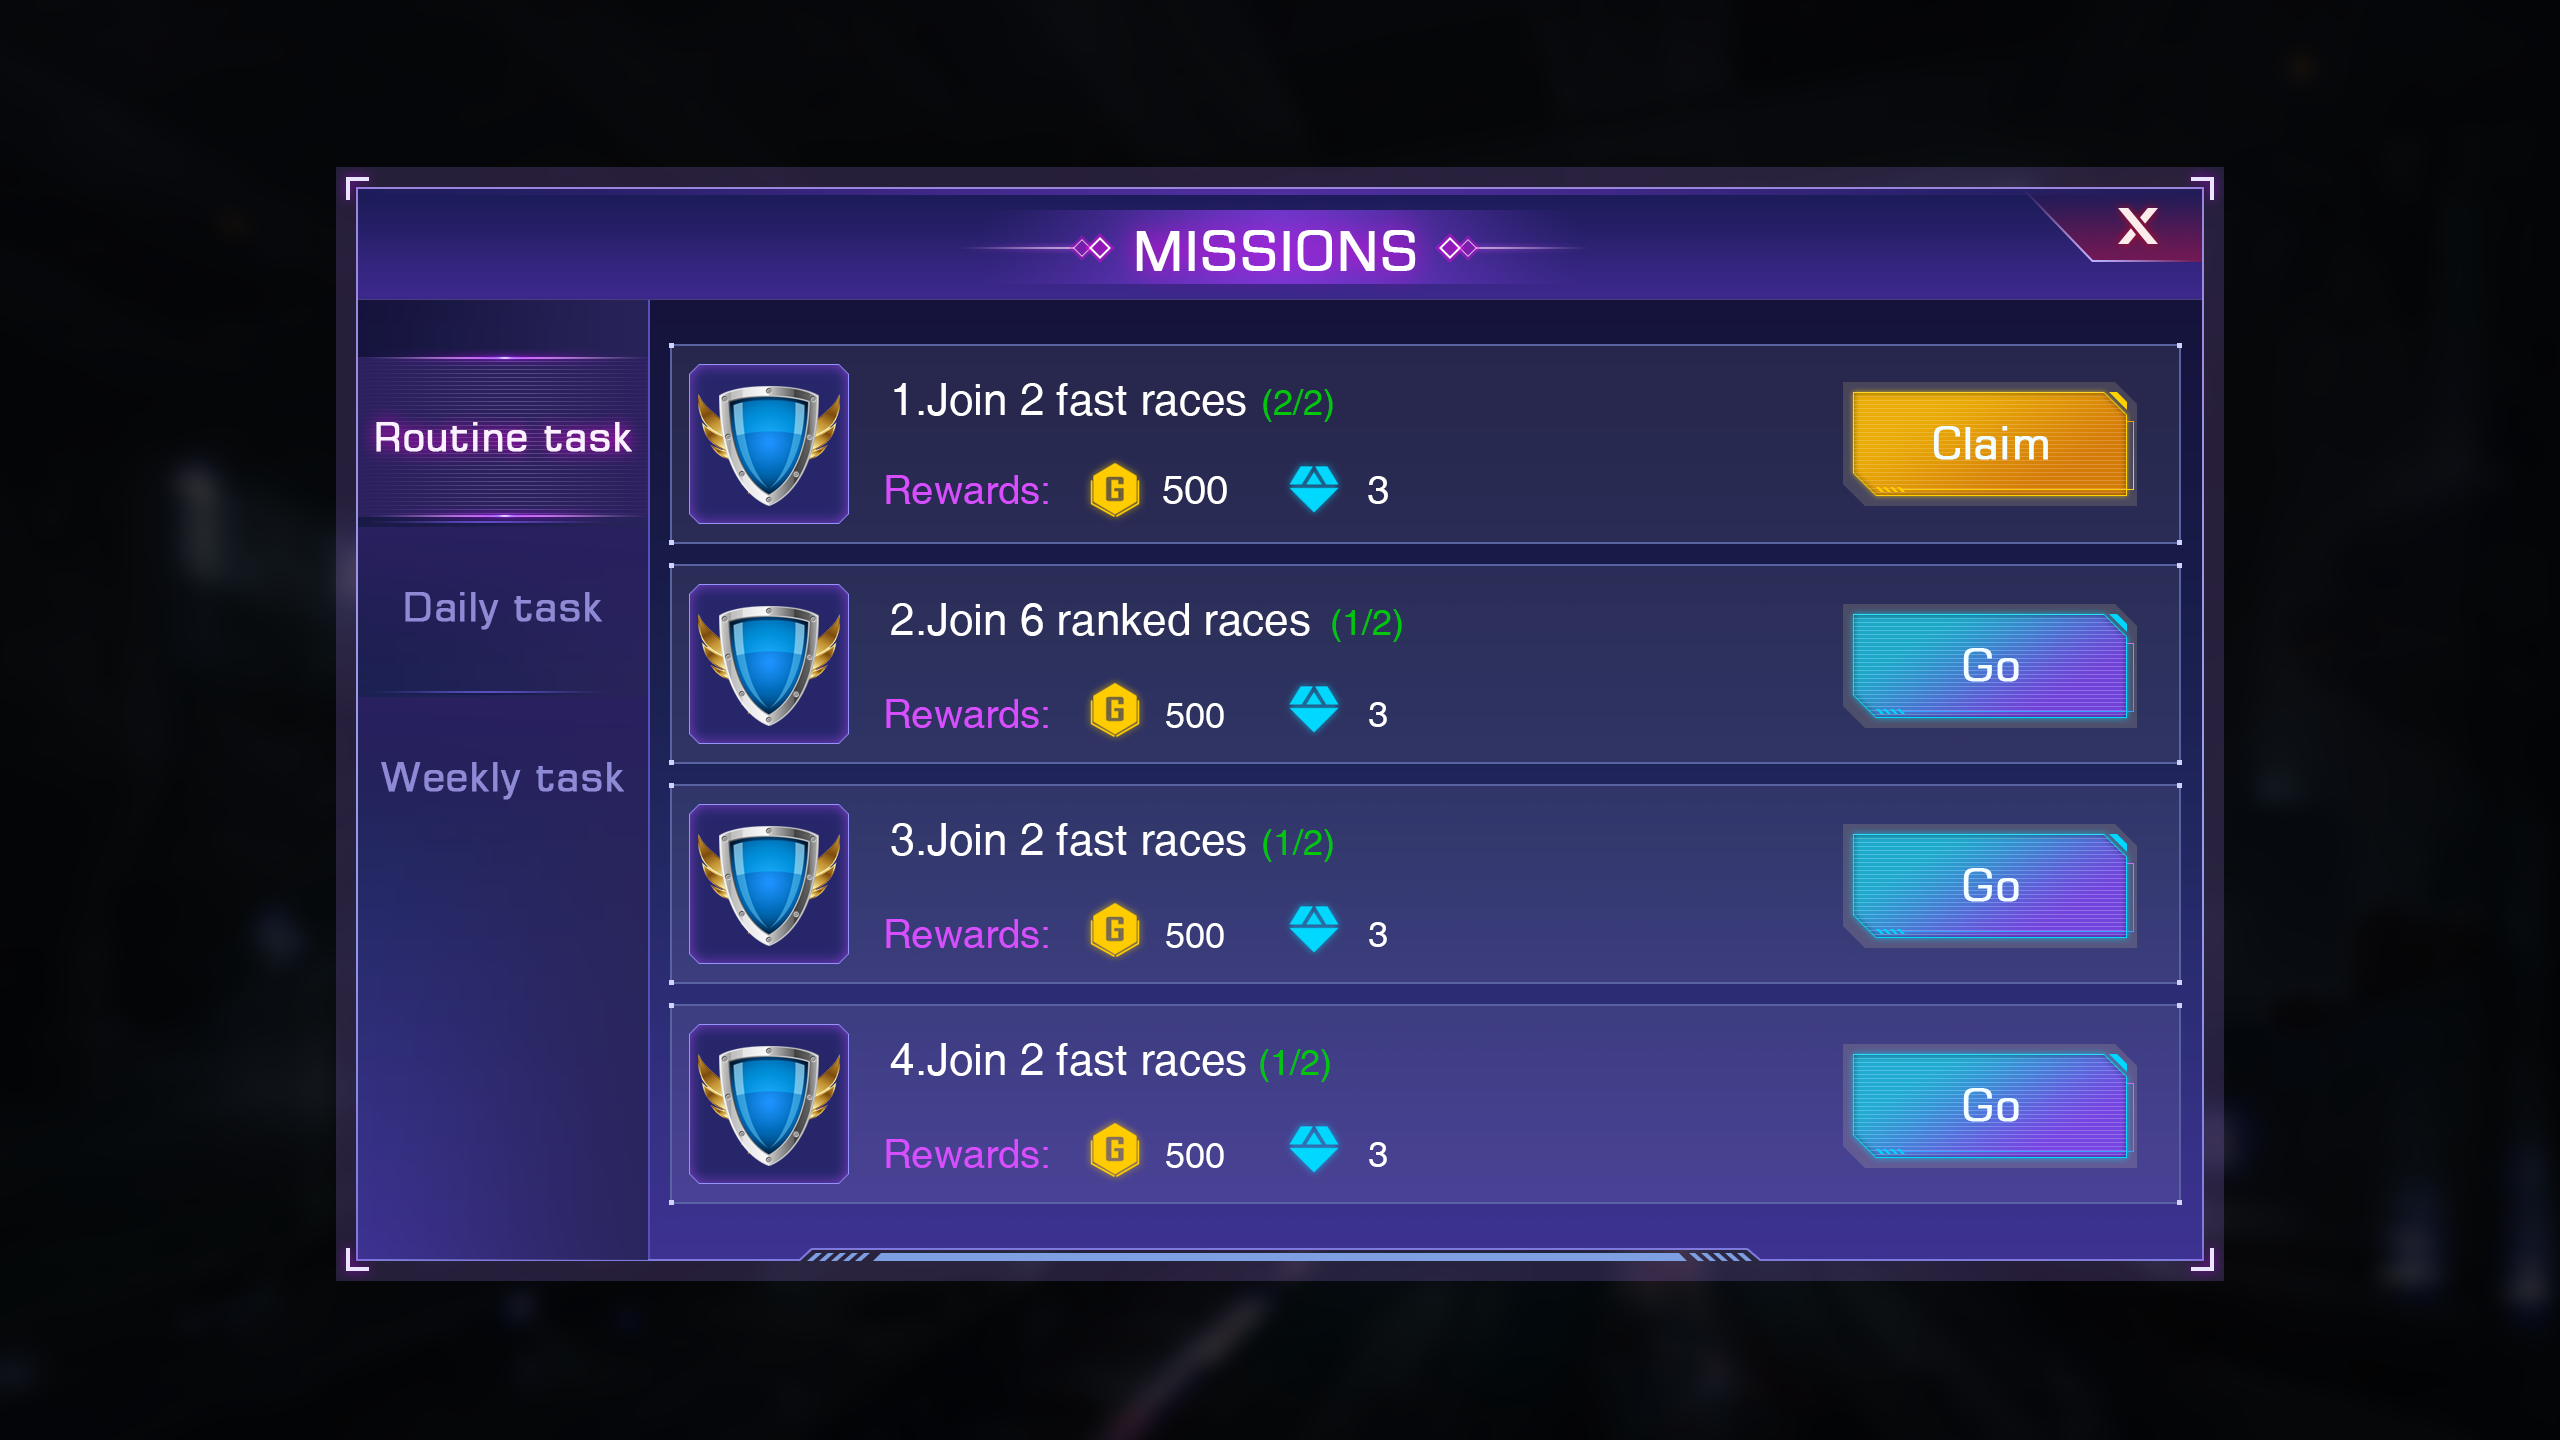 MISSIONS
X
Routine task
Daily task
Weekly task
1.Join 2 fast races (2/2)
Rewards: G 500 3
Claim
2.Join 6 ranked races (1/2)
Rewards: G 500 3
Go
3.Join 2 fast races (1/2)
Rewards: G 500 3
Go
4.Join 2 fast races (1/2)
Rewards: G 500 3
Go